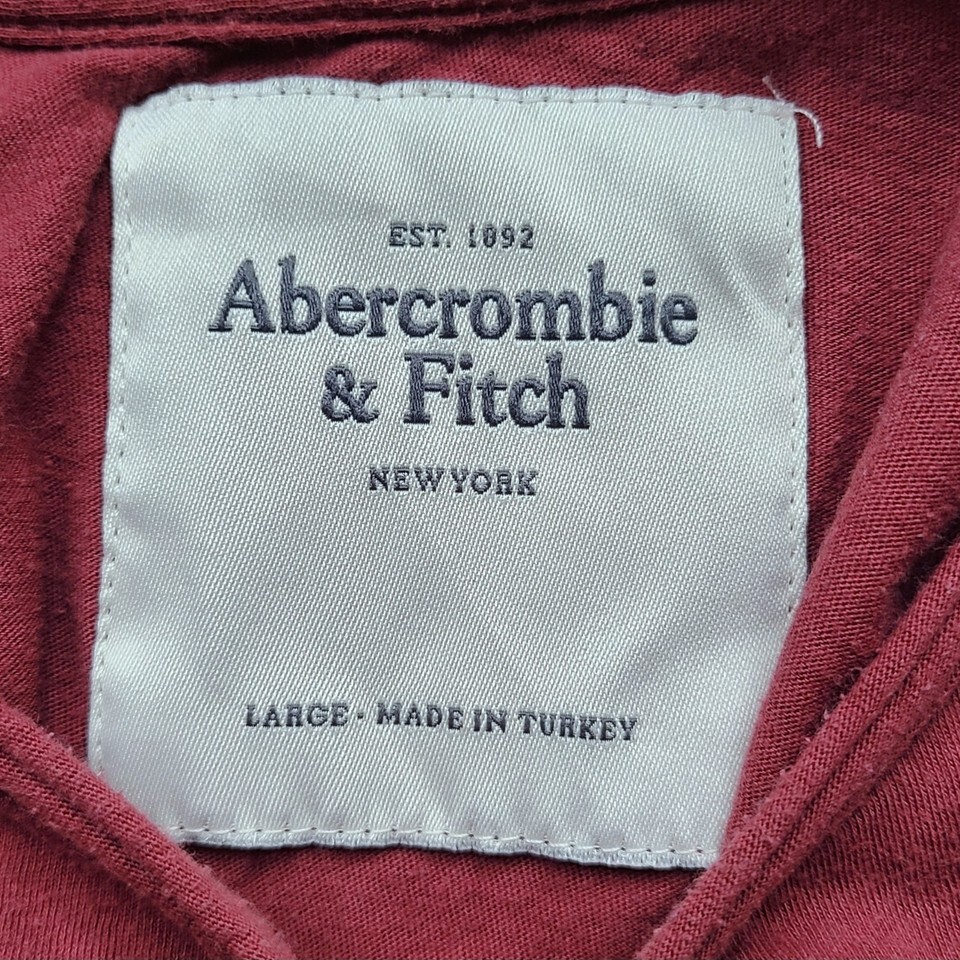 EST. 1892
Abercrombie
& Fitch
NEW YORK
LARGE · MADE IN TURKEY